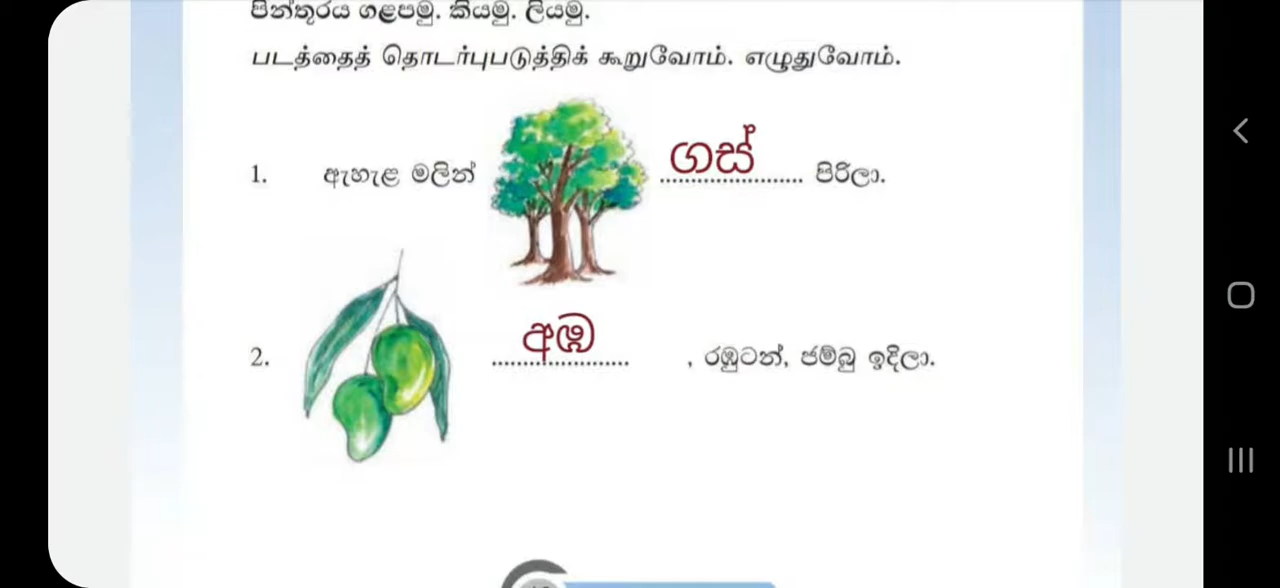 පින්තූරය ගළපමු. කියමු. ලියමු.
படத்தைத் தொடர்புபடுத்திக் கூறுவோம். எழுதுவோம்.
1. ඇහැළ මලින் ගස් පිරිලා.
2. අඹ , රඹුටන්, ජම්බු ඉදිලා.